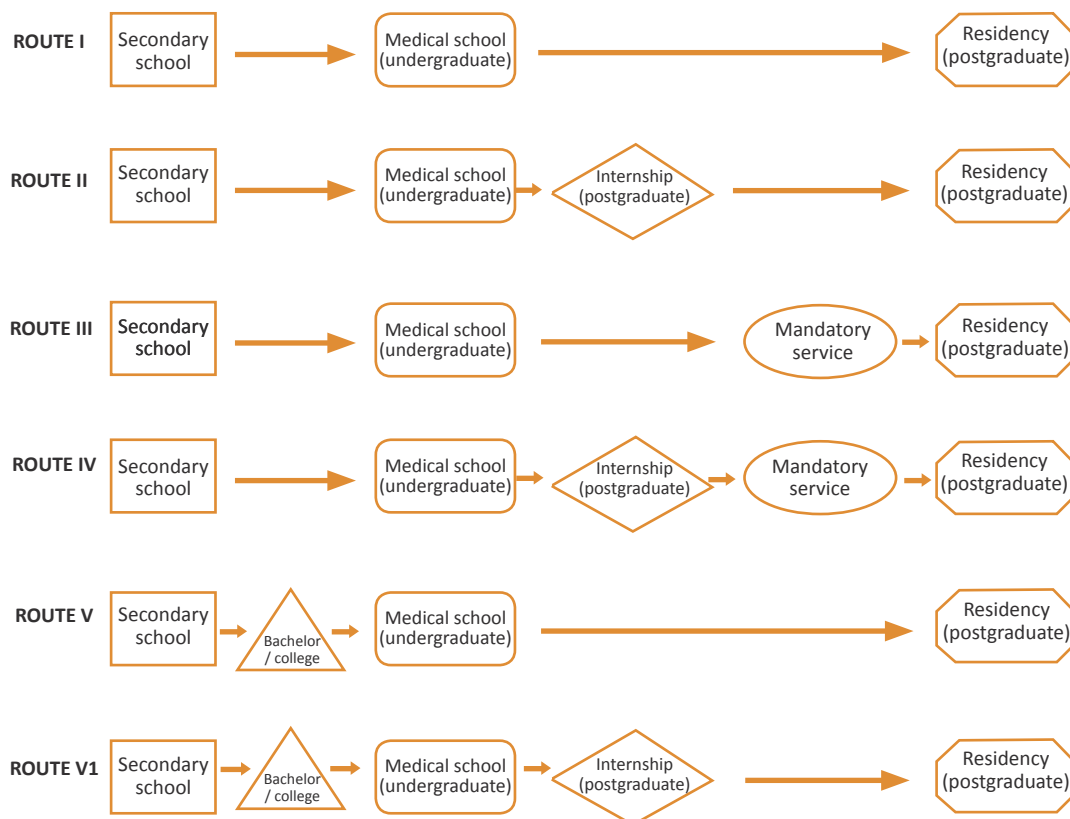 ROUTE I
Secondary
school
Medical school
(undergraduate)
Residency
(postgraduate)
ROUTE II
Secondary
school
Medical school
(undergraduate)
Internship
(postgraduate)
Residency
(postgraduate)
ROUTE III
Secondary
school
Medical school
(undergraduate)
Mandatory
service
Residency
(postgraduate)
ROUTE IV
Secondary
school
Medical school
(undergraduate)
Internship
(postgraduate)
Mandatory
service
Residency
(postgraduate)
ROUTE V
Secondary
school
Bachelor
/ college
Medical school
(undergraduate)
Residency
(postgraduate)
ROUTE V1
Secondary
school
Bachelor
/ college
Medical school
(undergraduate)
Internship
(postgraduate)
Residency
(postgraduate)